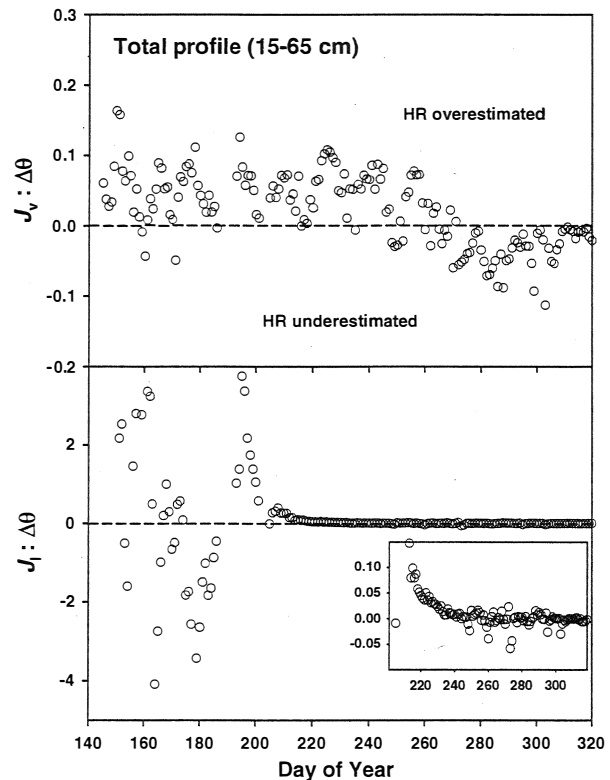 0.3
Total profile (15-65 cm)
0.2
HR overestimated
0.1
0.0
-0.1
HR underestimated
-0.2
Jv : Δθ
2
0
-2
-4
Jl : Δθ
0.10
0.05
0.00
-0.05
220 240 260 280 300
140 160 180 200 220 240 260 280 300 320
Day of Year